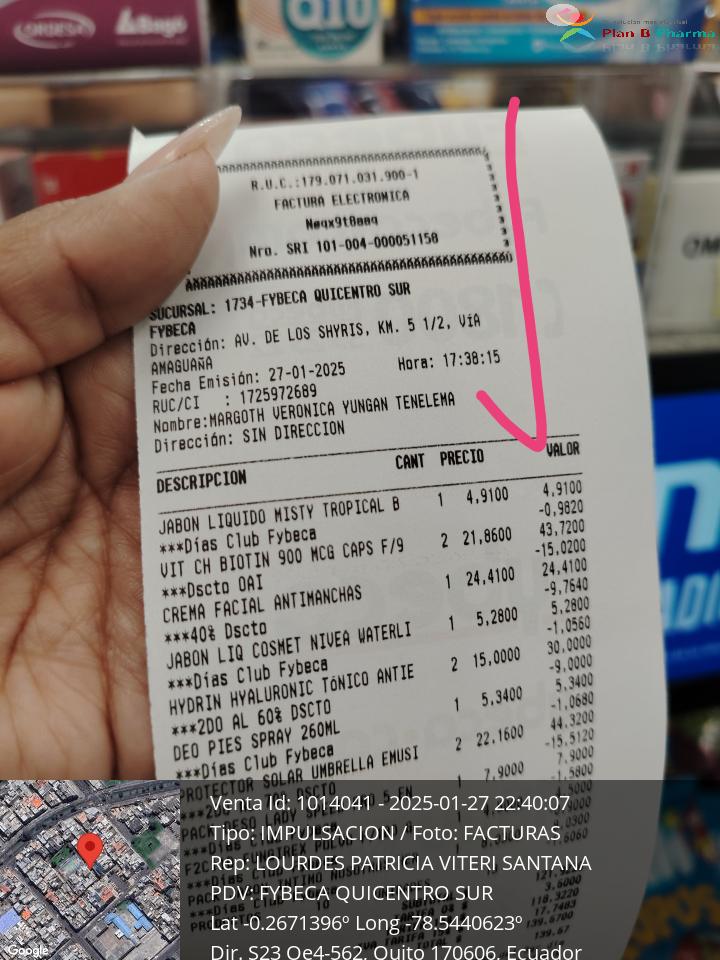 Plan B Pharma
R.U.C.:179.071.031.900-1
FACTURA ELECTRONICA
Nro. SRI 101-004-000051158
SUCURSAL: 1734-FYBECA QUICENTRO SUR
FYBECA
Dirección: AV. DE LOS SHYRIS, KM. 5 1/2, VíA
AMAGUAñA
Fecha Emisión: 27-01-2025 Hora: 17:38:15
RUC/CI : 1725972689
Nombre:MARGOTH VERONICA YUNGAN TENELEMA
Dirección: SIN DIRECCION
DESCRIPCION CANT PRECIO VALOR
JABON LIQUIDO MISTY TROPICAL B 1 4,9100 4,9100
***Días Club Fybeca -0,9820
VIT CH BIOTIN 900 MCG CAPS F/9 2 21,8600 43,7200
***Dscto OAI -15,0200
CREMA FACIAL ANTIMANCHAS 1 24,4100 24,4100
***40% Dscto -9,7640
JABON LIQ COSMET NIVEA WATERLI 1 5,2800 5,2800
***Días Club Fybeca -1,0560
HYDRIN HYALURONIC TóNICO ANTIE 2 15,0000 30,0000
***2DO AL 60% DSCTO -9,0000
DEO PIES SPRAY 260ML 1 5,3400 5,3400
***Días Club Fybeca -1,0680
PROTECTOR SOLAR UMBRELLA EMUSI 2 22,1600 44,3200
-15,5120
7,9000 7,9000
-1,5800
Venta Id: 1014041 - 2025-01-27 22:40:07
Tipo: IMPULSACION / Foto: FACTURAS
Rep: LOURDES PATRICIA VITERI SANTANA
PDV: FYBECA QUICENTRO SUR
Lat -0.2671396º Long -78.5440623º
Dir. S23 Oe4-562, Quito 170606, Ecuador
Google